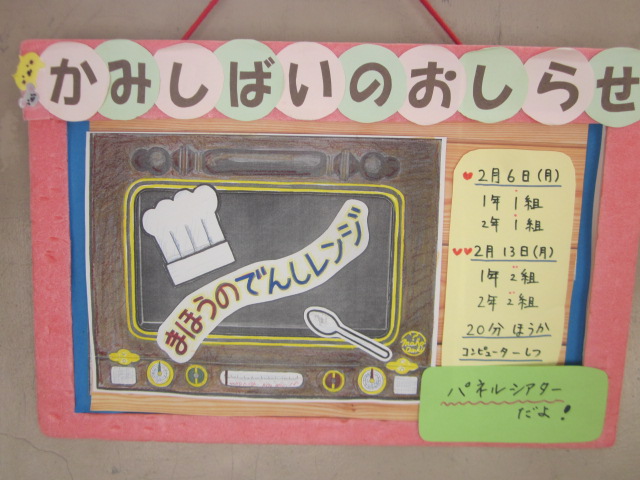 かみしばいのおしらせ
まほうのでんしレンジ
2月6日(月)
1年1組
2年1組
2月13日(月)
1年2組
2年2組
20分ほうか
コンピューターしつ
パネルシアター
だよ!